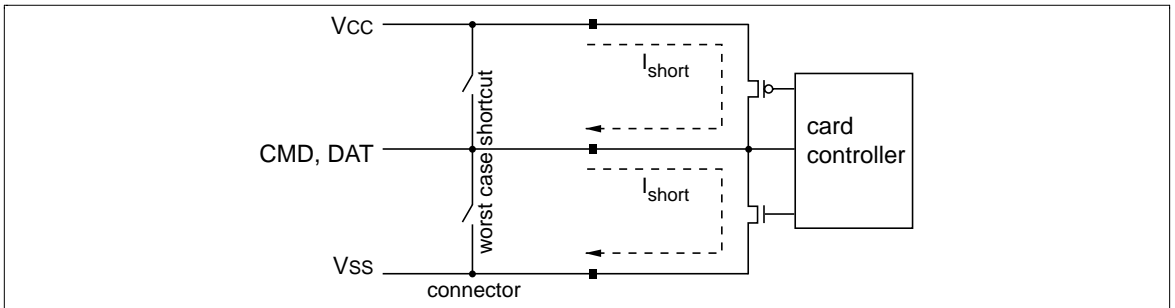 VCC
Ishort
worst case shortcut
card
controller
CMD, DAT
Ishort
VSS
connector